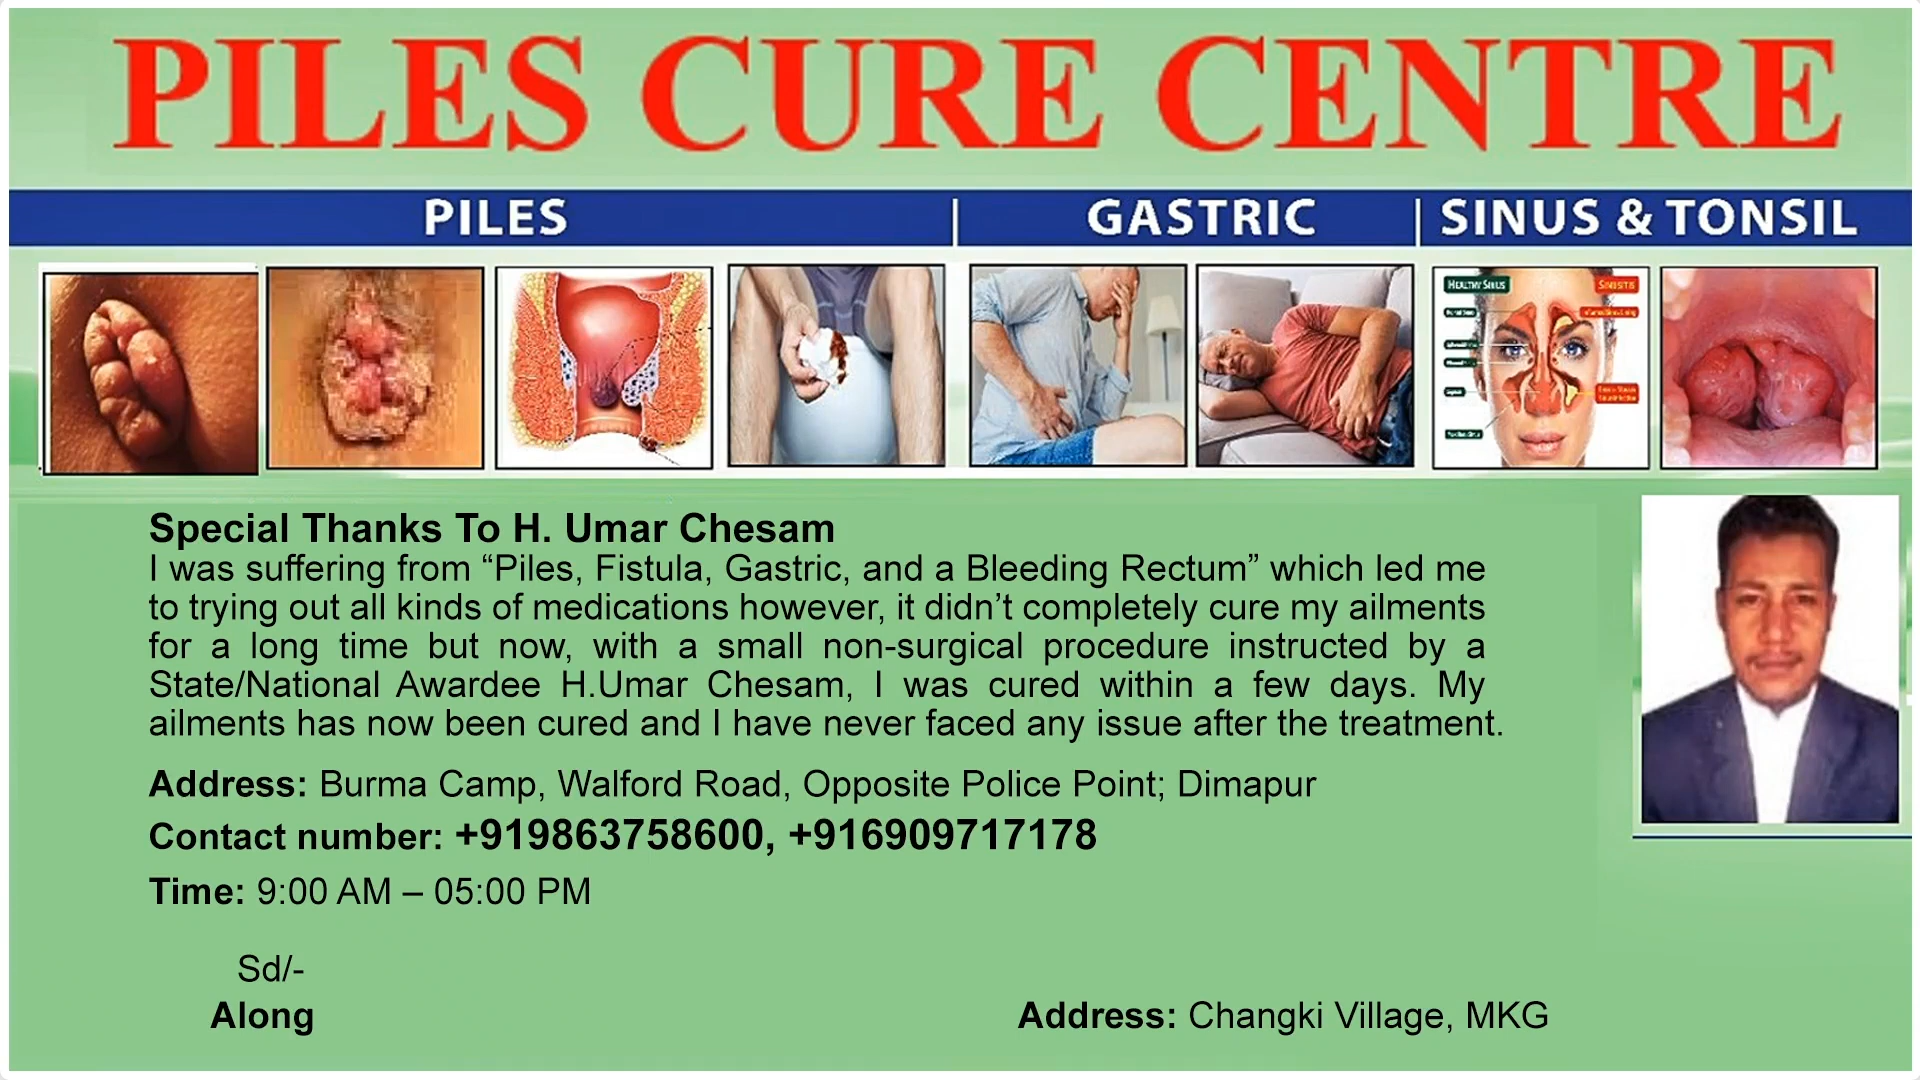 PILES CURE CENTRE
PILES | GASTRIC | SINUS & TONSIL
HEALTHY SINUS
SINUSITIS
Special Thanks To H. Umar Chesam
I was suffering from “Piles, Fistula, Gastric, and a Bleeding Rectum” which led me
to trying out all kinds of medications however, it didn’t completely cure my ailments
for a long time but now, with a small non-surgical procedure instructed by a
State/National Awardee H.Umar Chesam, I was cured within a few days. My
ailments has now been cured and I have never faced any issue after the treatment.
Address: Burma Camp, Walford Road, Opposite Police Point; Dimapur
Contact number: +919863758600, +916909717178
Time: 9:00 AM – 05:00 PM
Sd/-
Along
Address: Changki Village, MKG